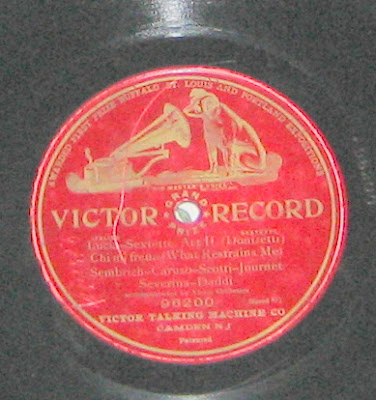 AWARDED FIRST PRIZE BUFFALO ST. LOUIS AND PORTLAND EXPOSITIONS
HIS MASTER'S VOICE
GRAND
PRIZE
VICTOR RECORD
Lucia-Sextette, Act II (Donizetti)
Chi mi frena (What Restrains Me)
Sembrich-Caruso-Scotti-Journet
Severina-Daddi
96200
VICTOR TALKING MACHINE CO
CAMDEN N J
Patented